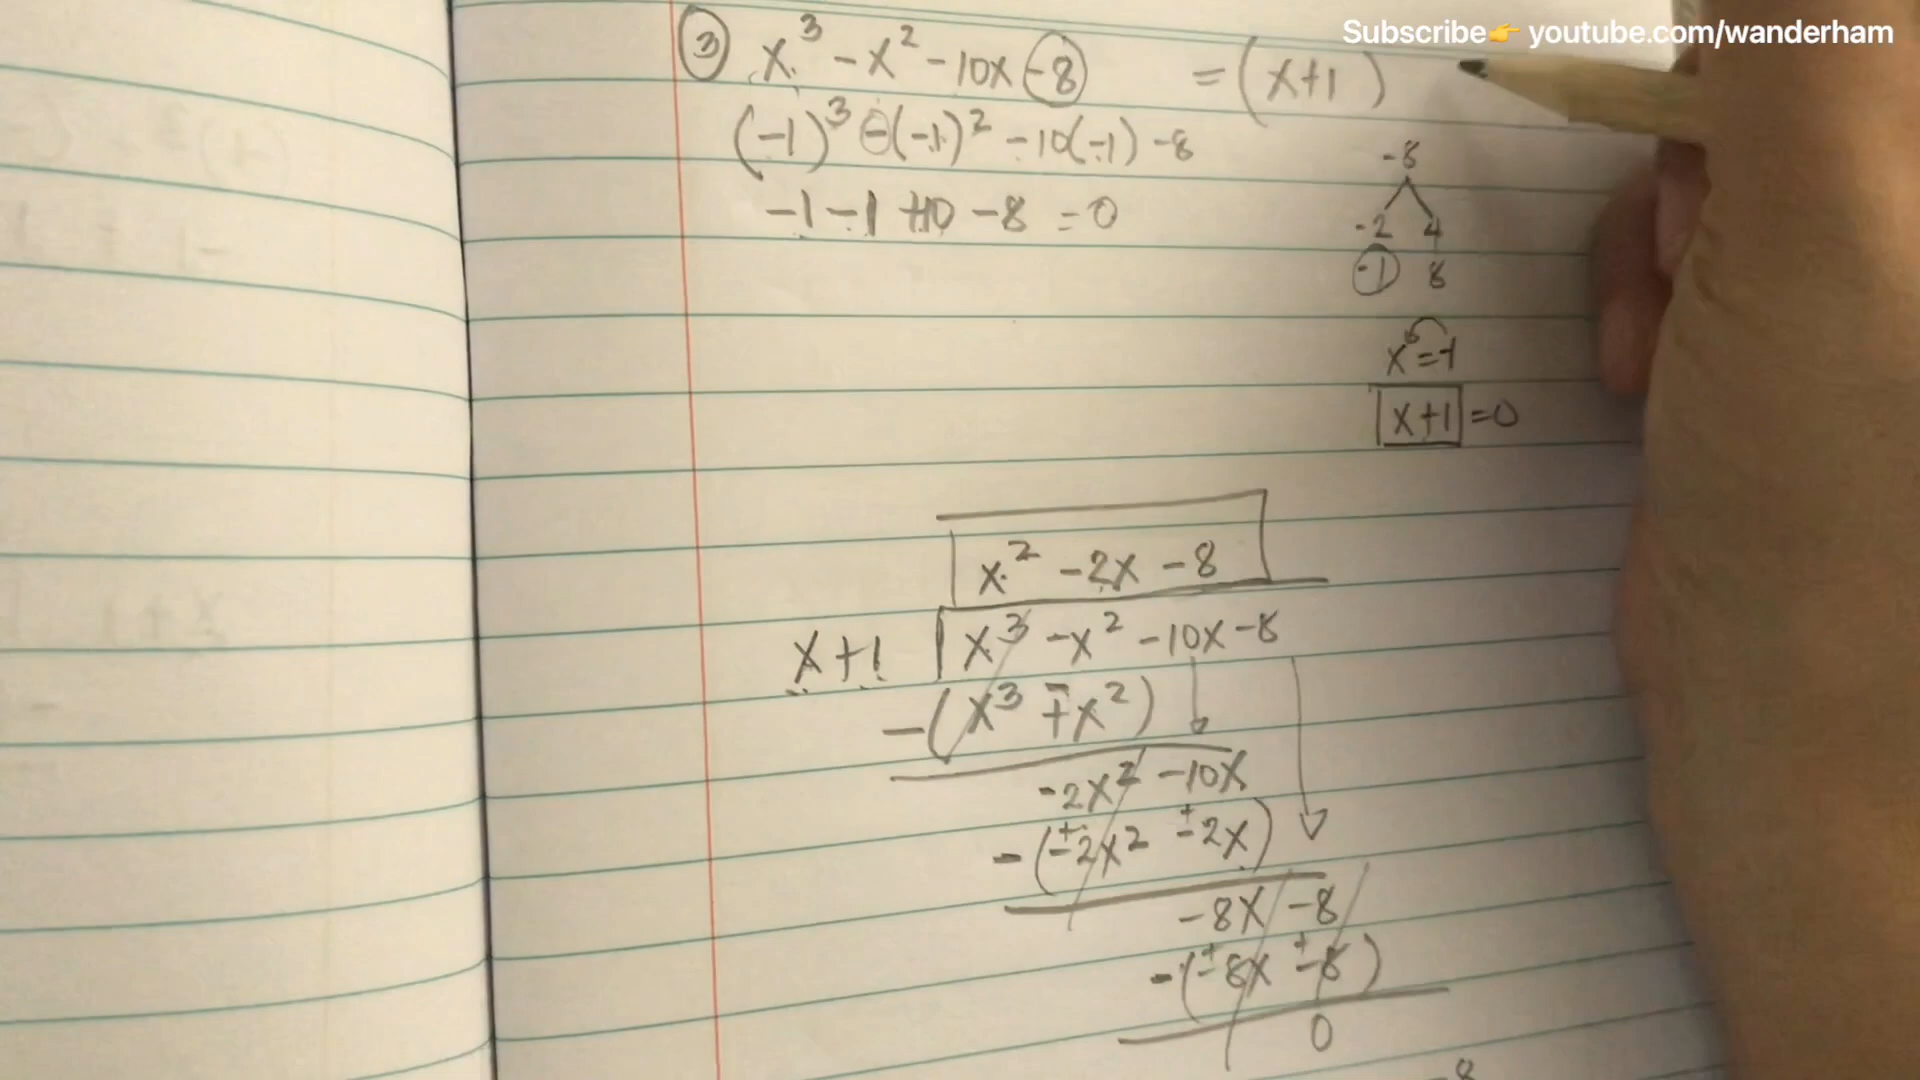 Subscribe👉 youtube.com/wanderham
③ x³ - x² - 10x - 8 = (x+1)
(-1)³ - (-1)² - 10(-1) - 8
-1 - 1 + 10 - 8 = 0
-8
-2 4
-1 8
x = -1
x+1 = 0
x² - 2x - 8
x+1 x³ - x² - 10x - 8
-(x³ ∓ x²)
-2x² - 10x
-(±2x² ±2x)
-8x - 8
-(±8x ±8)
0
8